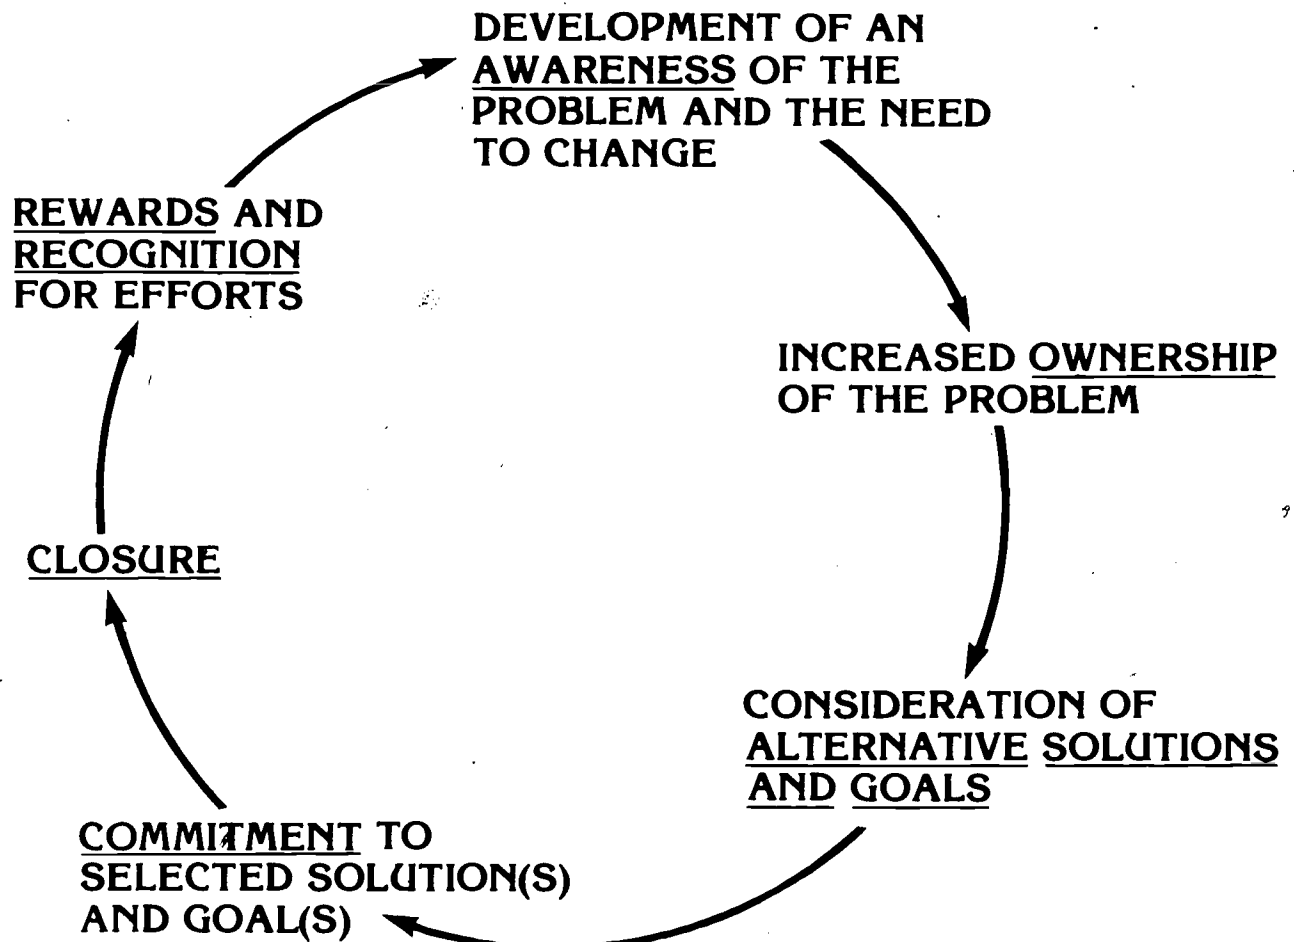 DEVELOPMENT OF AN
AWARENESS OF THE
PROBLEM AND THE NEED
TO CHANGE
INCREASED OWNERSHIP
OF THE PROBLEM
CONSIDERATION OF
ALTERNATIVE SOLUTIONS
AND GOALS
COMMITMENT TO
SELECTED SOLUTION(S)
AND GOAL(S)
CLOSURE
REWARDS AND
RECOGNITION
FOR EFFORTS